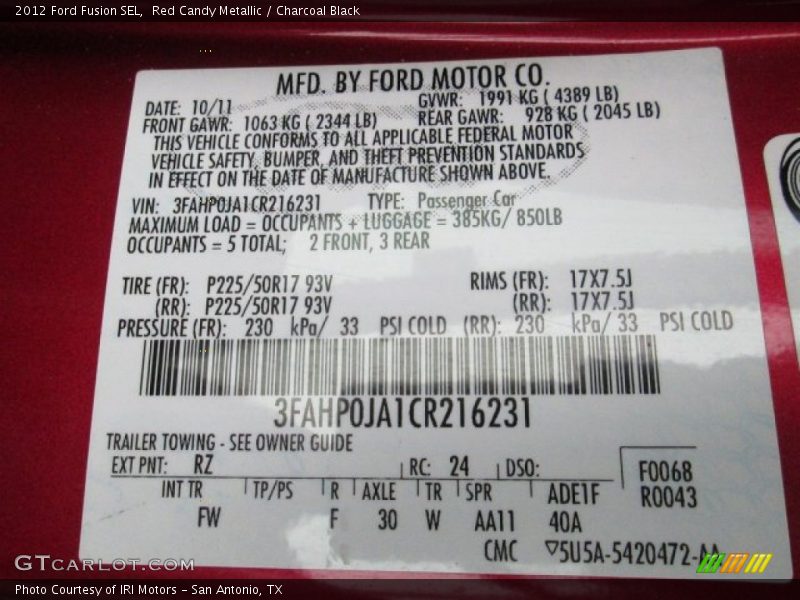 2012 Ford Fusion SEL,  Red Candy Metallic / Charcoal Black
MFD. BY FORD MOTOR CO.
DATE: 10/11 GVWR: 1991 KG ( 4389 LB)
FRONT GAWR: 1063 KG ( 2344 LB) REAR GAWR: 928 KG ( 2045 LB)
THIS VEHICLE CONFORMS TO ALL APPLICABLE FEDERAL MOTOR
VEHICLE SAFETY, BUMPER, AND THEFT PREVENTION STANDARDS
IN EFFECT ON THE DATE OF MANUFACTURE SHOWN ABOVE.
VIN: 3FAHP0JA1CR216231 TYPE: Passenger Car
MAXIMUM LOAD = OCCUPANTS + LUGGAGE = 385KG/ 850LB
OCCUPANTS = 5 TOTAL; 2 FRONT, 3 REAR
TIRE (FR): P225/50R17 93V RIMS (FR): 17X7.5J
(RR): P225/50R17 93V (RR): 17X7.5J
PRESSURE (FR): 230 kPa/ 33 PSI COLD (RR): 230 kPa/ 33 PSI COLD
3FAHP0JA1CR216231
TRAILER TOWING - SEE OWNER GUIDE
EXT PNT: RZ RC: 24 DSO: F0068
INT TR TP/PS R AXLE TR SPR ADE1F R0043
FW F 30 W AA11 40A
CMC ▽5U5A-5420472-AA
GTCARLOT.COM
Photo Courtesy of IRI Motors – San Antonio, TX